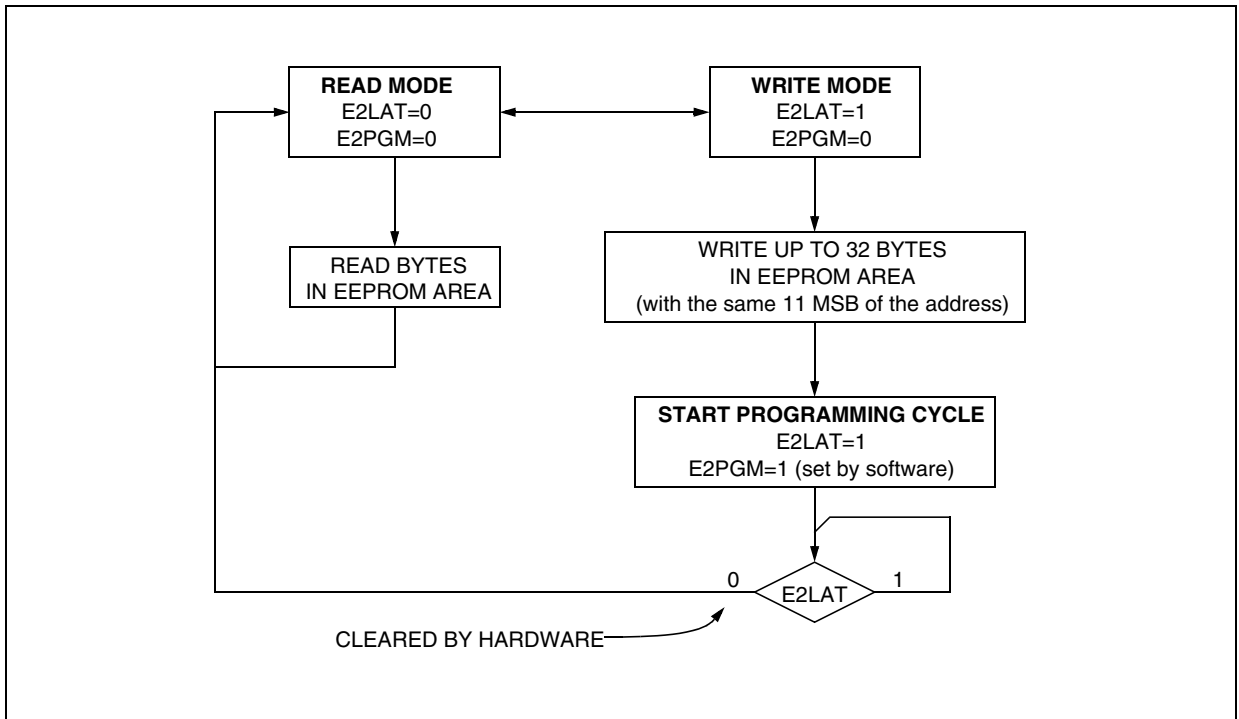 READ MODE
E2LAT=0
E2PGM=0
WRITE MODE
E2LAT=1
E2PGM=0
READ BYTES
IN EEPROM AREA
WRITE UP TO 32 BYTES
IN EEPROM AREA
(with the same 11 MSB of the address)
START PROGRAMMING CYCLE
E2LAT=1
E2PGM=1 (set by software)
0
E2LAT
1
CLEARED BY HARDWARE